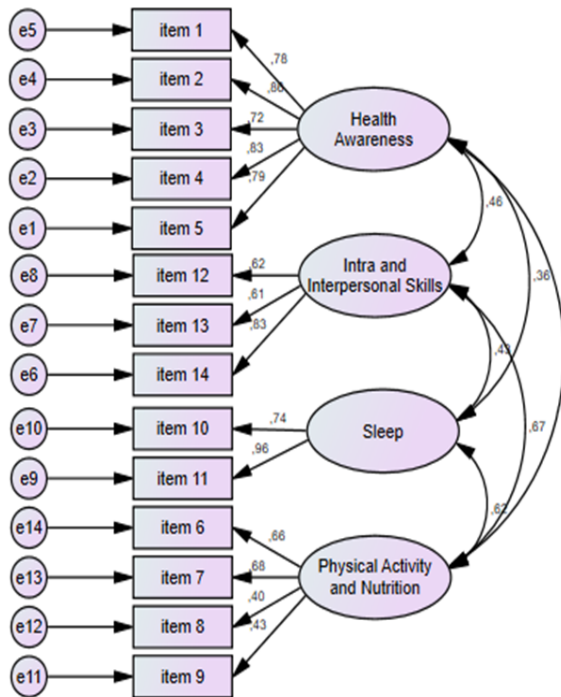 e5
item 1
,78
e4
item 2
,86
e3
item 3
,72
Health
Awareness
e2
item 4
,83
e1
item 5
,79
,46
e8
item 12
,62
Intra and
Interpersonal Skills
,36
e7
item 13
,61
e6
item 14
,83
,43
e10
item 10
,74
Sleep
,67
e9
item 11
,96
e14
item 6
,66
,62
e13
item 7
,68
Physical Activity
and Nutrition
e12
item 8
,40
e11
item 9
,43